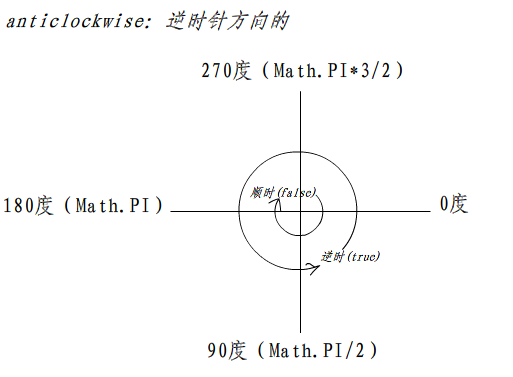 anticlockwise: 逆时针方向的
270度 (Math.PI*3/2)
顺时(false)
180度 (Math.PI)
0度
逆时(true)
90度 (Math.PI/2)